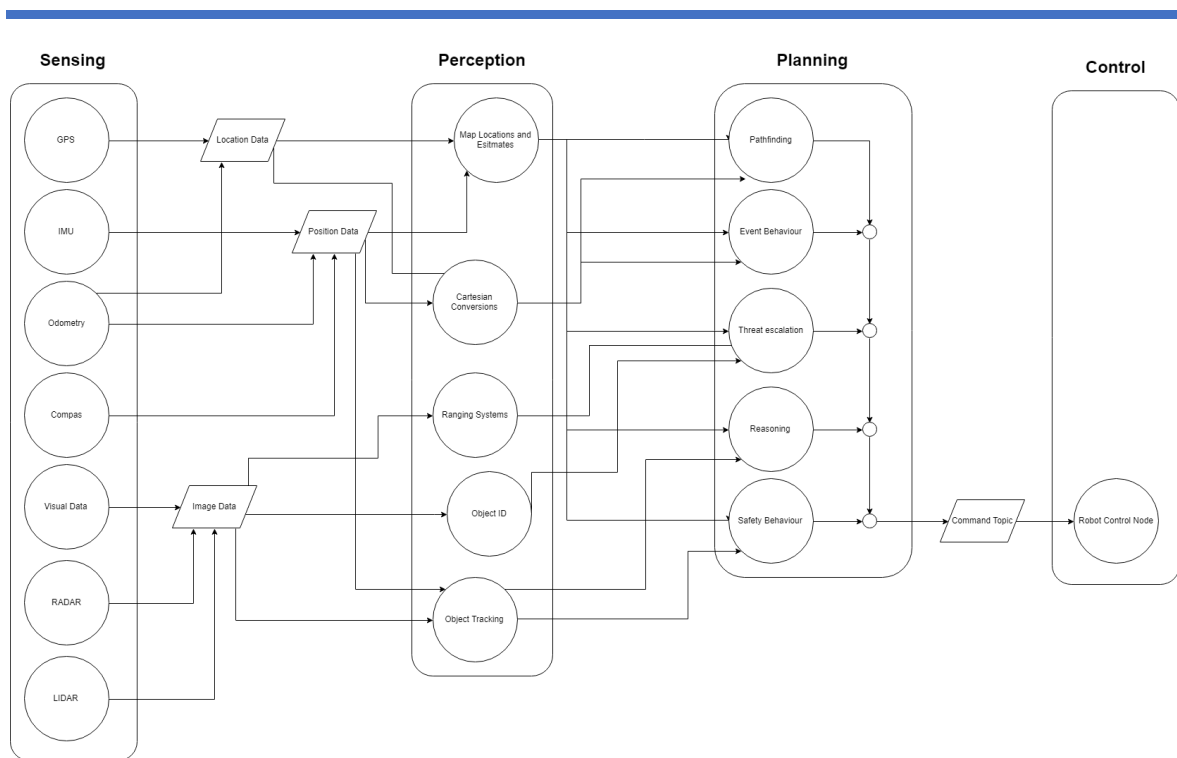 Sensing
Perception
Planning
Control
GPS
IMU
Odometry
Compas
Visual Data
RADAR
LIDAR
Location Data
Position Data
Image Data
Map Locations and
Esitmates
Cartesian
Conversions
Ranging Systems
Object ID
Object Tracking
Pathfinding
Event Behaviour
Threat escalation
Reasoning
Safety Behaviour
Command Topic
Robot Control Node